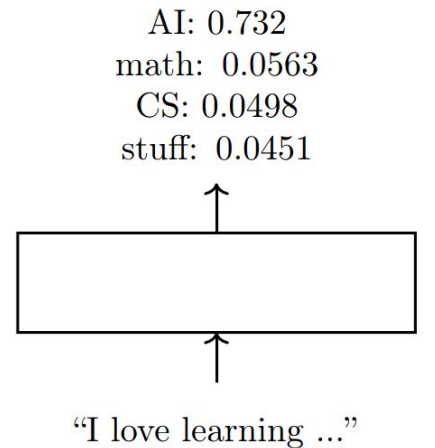 AI: 0.732
math: 0.0563
CS: 0.0498
stuff: 0.0451
“I love learning ...”